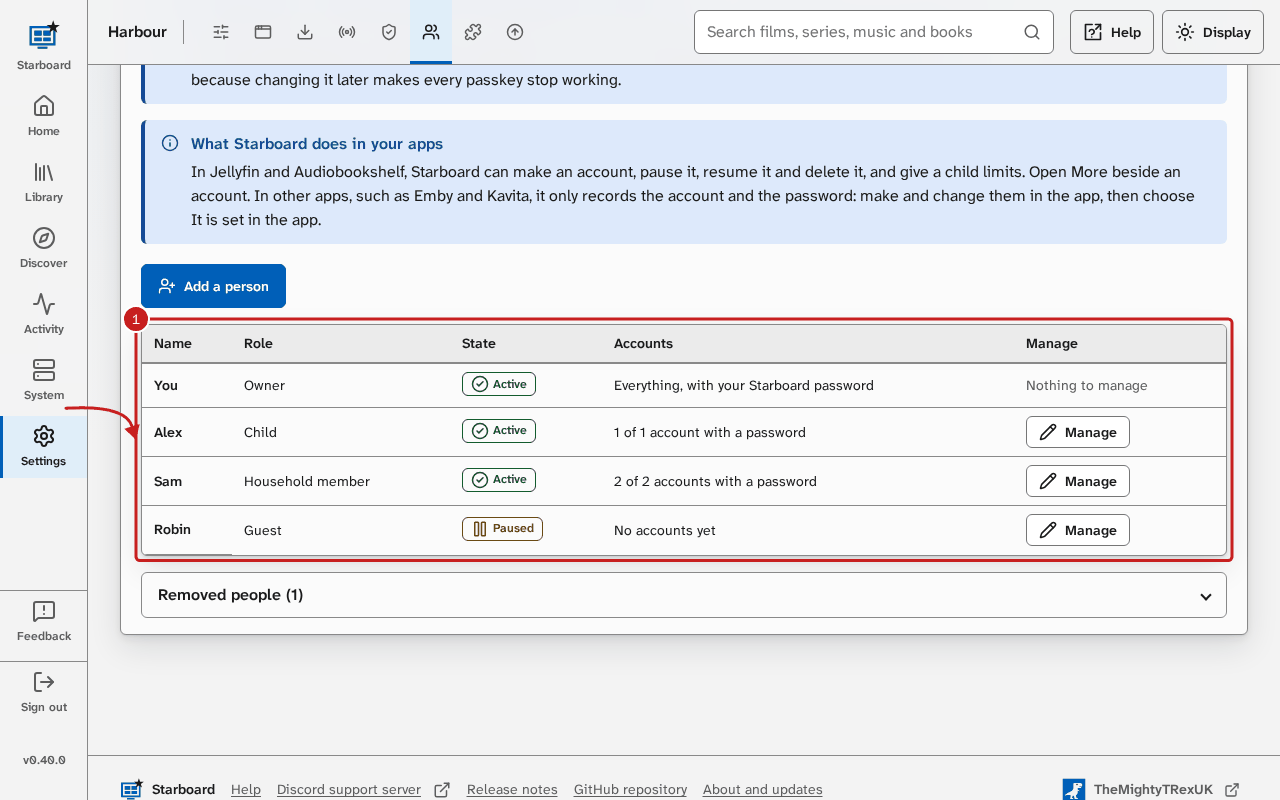 Starboard
Home
Library
Discover
Activity
System
Settings
Feedback
Sign out
v0.40.0
Harbour
Search films, series, music and books
Help
Display
because changing it later makes every passkey stop working.
What Starboard does in your apps
In Jellyfin and Audiobookshelf, Starboard can make an account, pause it, resume it and delete it, and give a child limits. Open More beside an
account. In other apps, such as Emby and Kavita, it only records the account and the password: make and change them in the app, then choose
It is set in the app.
Add a person
1
Name Role State Accounts Manage
You Owner Active Everything, with your Starboard password Nothing to manage
Alex Child Active 1 of 1 account with a password Manage
Sam Household member Active 2 of 2 accounts with a password Manage
Robin Guest Paused No accounts yet Manage
Removed people (1)
Starboard Help Discord support server Release notes GitHub repository About and updates TheMightyTRexUK